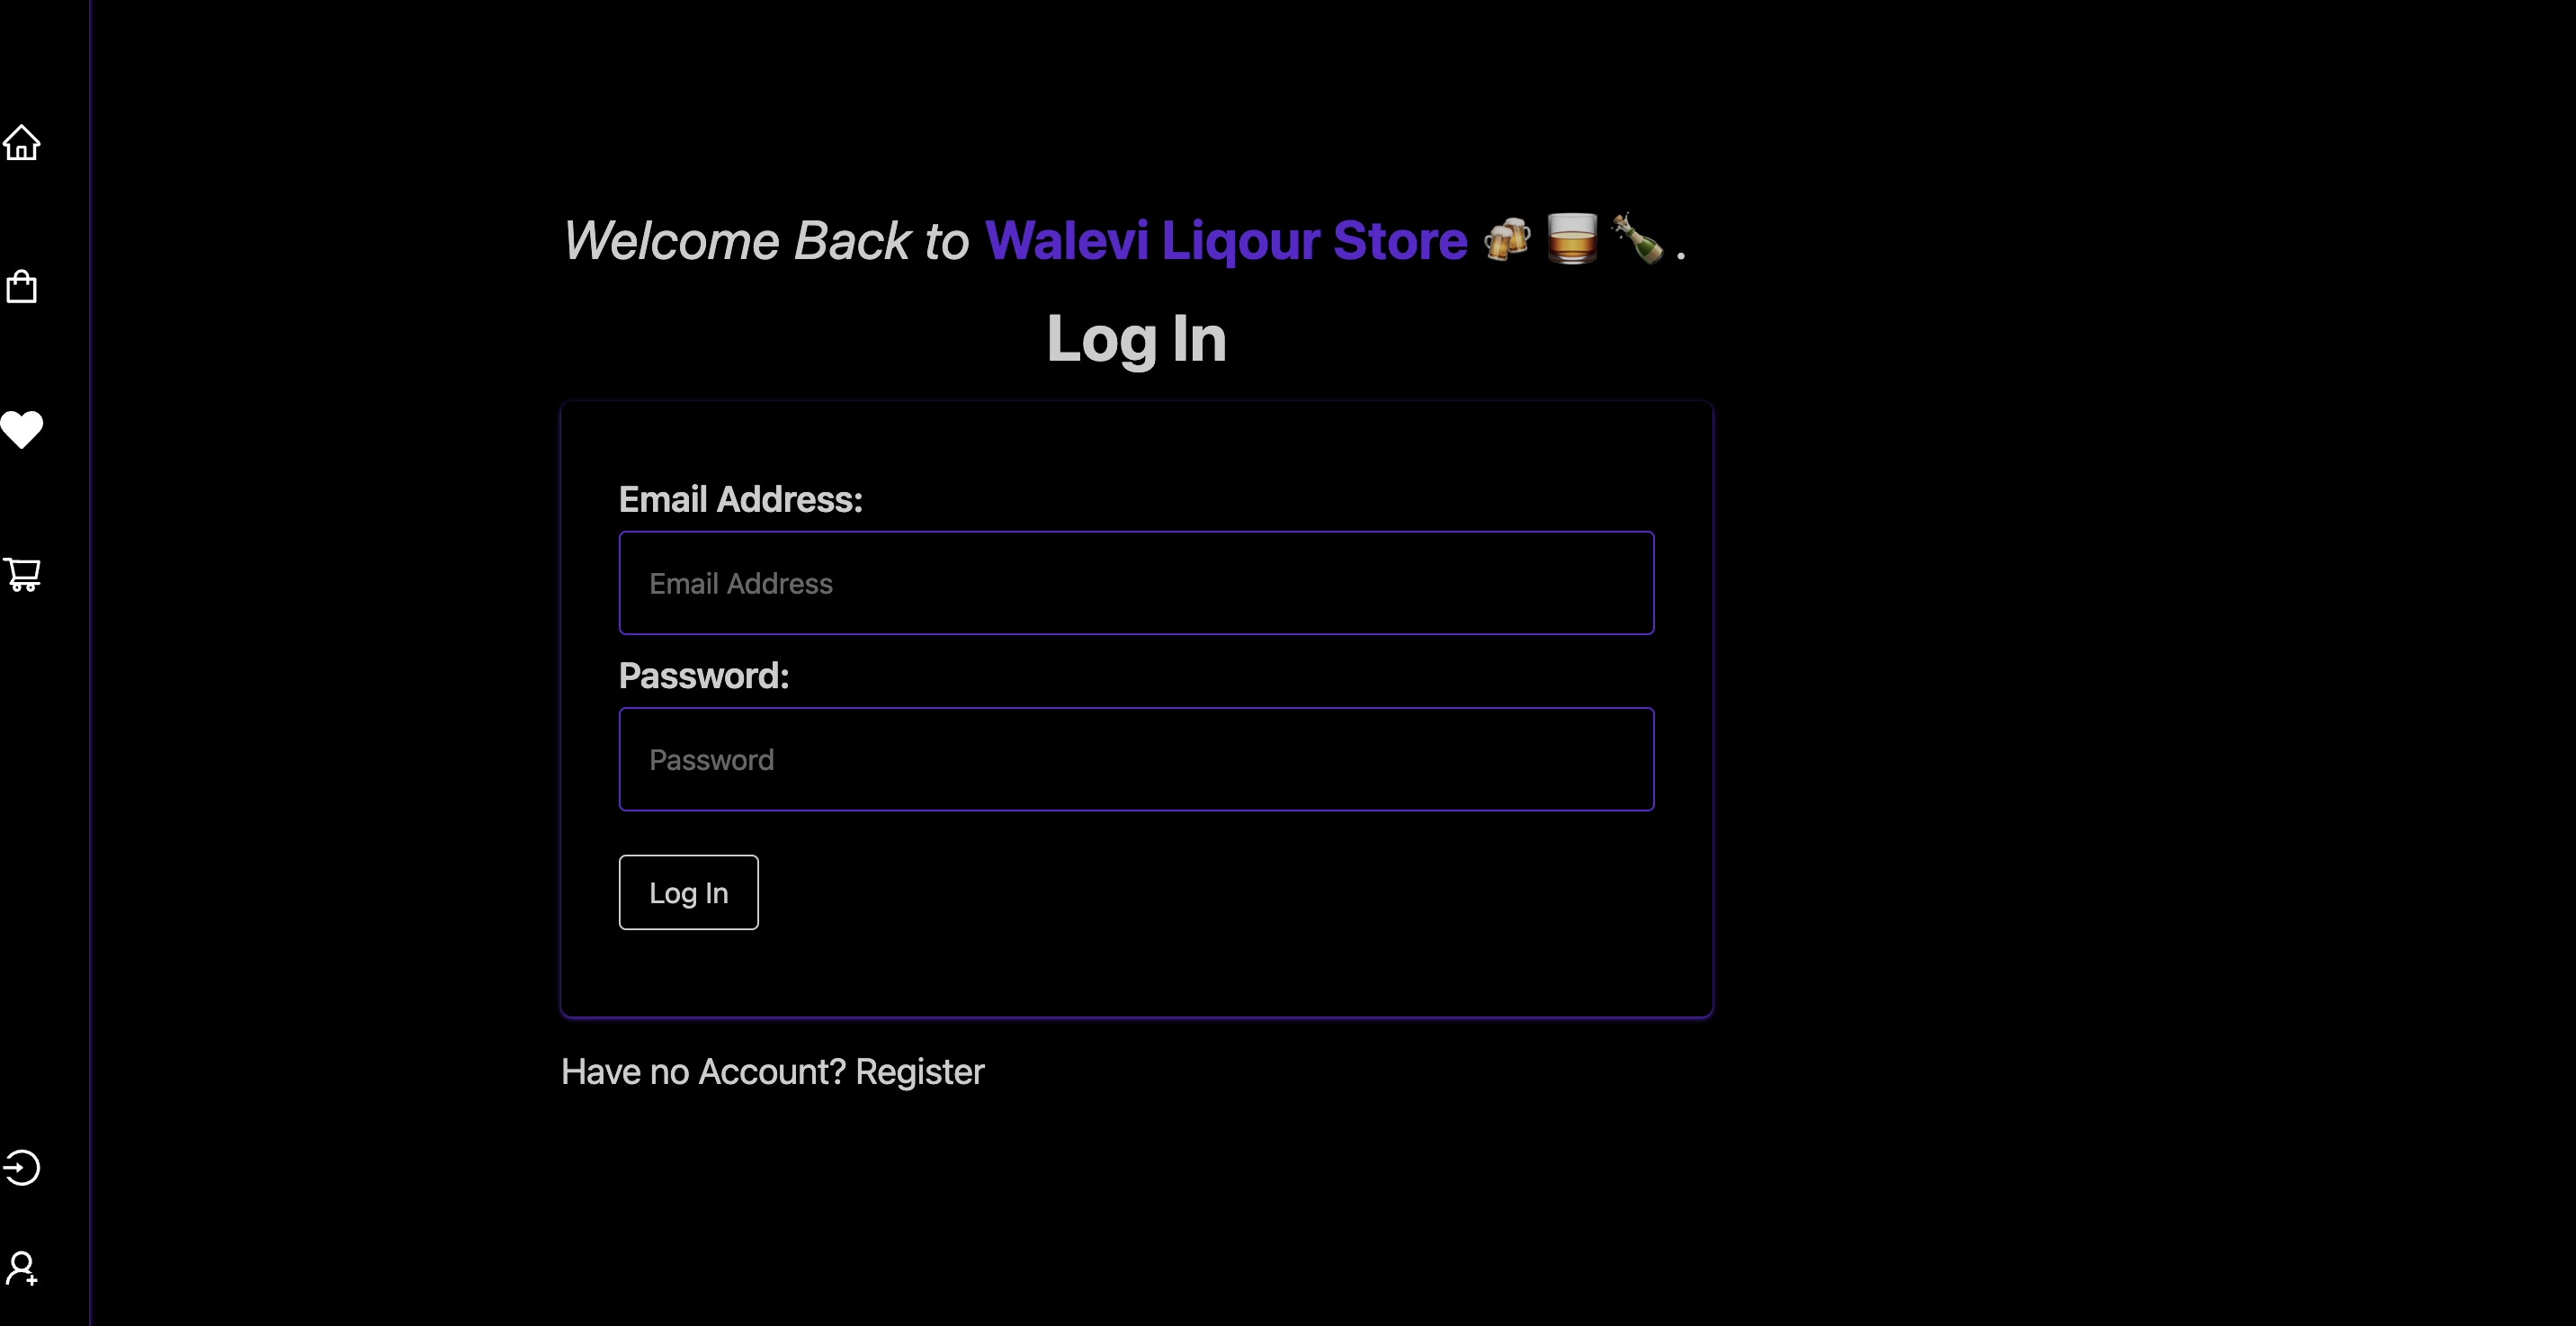 Welcome Back to Walevi Liqour Store 🍻 🥃 🍾 .
Log In
Email Address:
Email Address
Password:
Password
Log In
Have no Account? Register